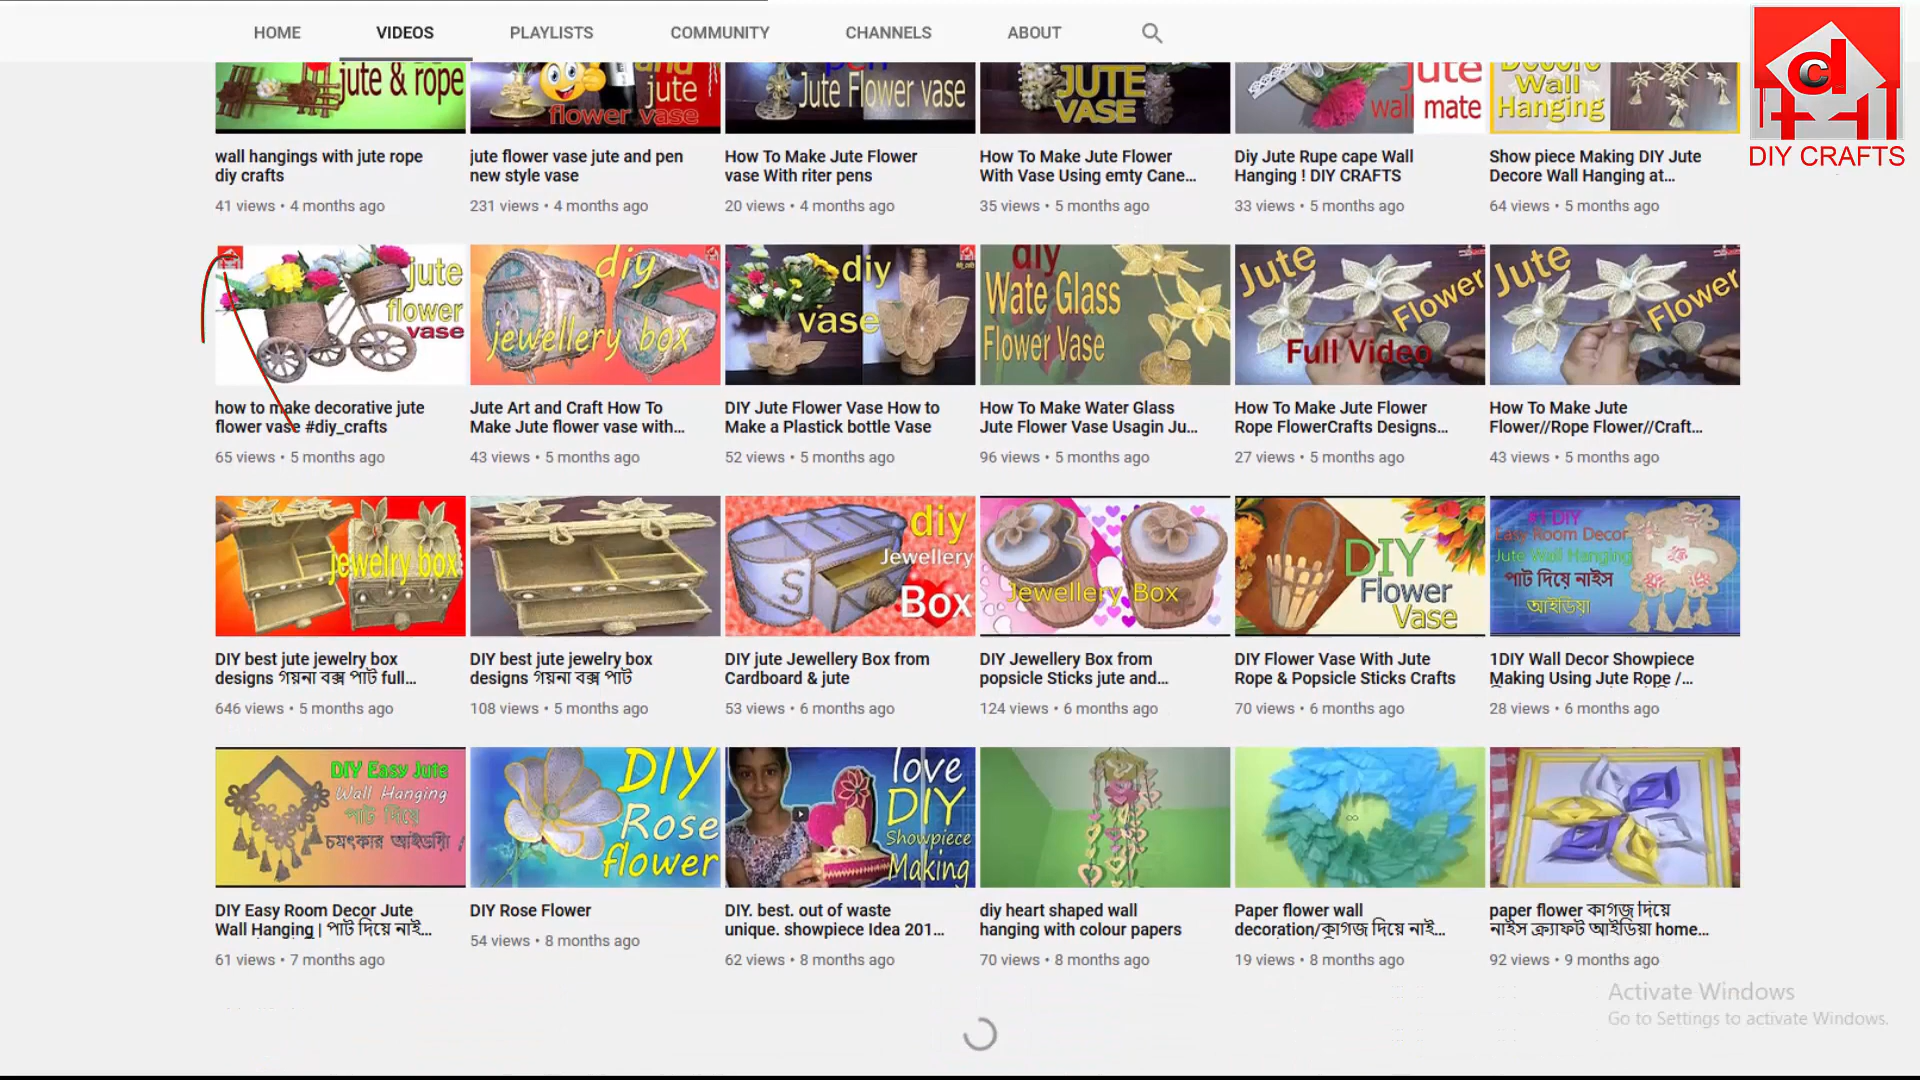 HOME VIDEOS PLAYLISTS COMMUNITY CHANNELS ABOUT
DIY CRAFTS
jute & rope
jute
flower vase
Jute Flower vase
JUTE
VASE
jute
wall mate
Decore
Wall
Hanging
wall hangings with jute rope
diy crafts
41 views • 4 months ago
jute flower vase jute and pen
new style vase
231 views • 4 months ago
How To Make Jute Flower
vase With riter pens
20 views • 4 months ago
How To Make Jute Flower
With Vase Using emty Cane...
35 views • 5 months ago
Diy Jute Rupe cape Wall
Hanging ! DIY CRAFTS
33 views • 5 months ago
Show piece Making DIY Jute
Decore Wall Hanging at...
64 views • 5 months ago
jute
flower
vase
diy
jewellery box
diy
vase
diy
Wate Glass
Flower Vase
Jute
Flower
Full Video
Jute
Flower
how to make decorative jute
flower vase #diy_crafts
65 views • 5 months ago
Jute Art and Craft How To
Make Jute flower vase with...
43 views • 5 months ago
DIY Jute Flower Vase How to
Make a Plastick bottle Vase
52 views • 5 months ago
How To Make Water Glass
Jute Flower Vase Usagin Ju...
96 views • 5 months ago
How To Make Jute Flower
Rope FlowerCrafts Designs...
27 views • 5 months ago
How To Make Jute
Flower//Rope Flower//Craft...
43 views • 5 months ago
jewelry box
diy
Jewellery
Box
S
Jewellery Box
DIY
Flower
Vase
#1 DIY
Easy Room Decor
Jute Wall Hanging
পাট দিয়ে নাইস
আইডিয়া
DIY best jute jewelry box
designs গয়না বক্স পাট full...
646 views • 5 months ago
DIY best jute jewelry box
designs গয়না বক্স পাট
108 views • 5 months ago
DIY jute Jewellery Box from
Cardboard & jute
53 views • 6 months ago
DIY Jewellery Box from
popsicle Sticks jute and...
124 views • 6 months ago
DIY Flower Vase With Jute
Rope & Popsicle Sticks Crafts
70 views • 6 months ago
1DIY Wall Decor Showpiece
Making Using Jute Rope /...
28 views • 6 months ago
DIY Easy Jute
Wall Hanging
পাট দিয়ে
চমৎকার আইডিয়া /
DIY
Rose
flower
love
DIY
Showpiece
Making
DIY Easy Room Decor Jute
Wall Hanging | পাট দিয়ে নাই...
61 views • 7 months ago
DIY Rose Flower
54 views • 8 months ago
DIY. best. out of waste
unique. showpiece Idea 201...
62 views • 8 months ago
diy heart shaped wall
hanging with colour papers
70 views • 8 months ago
Paper flower wall
decoration/কাগজ দিয়ে নাই...
19 views • 8 months ago
paper flower কাগজ দিয়ে
নাইস ক্র্যাফট আইডিয়া home...
92 views • 9 months ago
Activate Windows
Go to Settings to activate Windows.